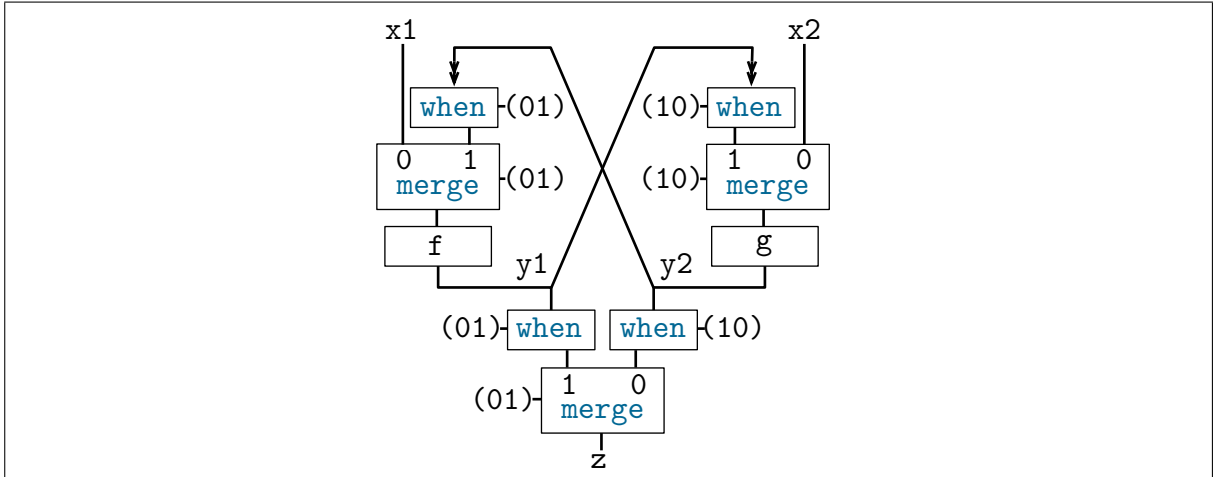 x1 x2
when (01) (10) when
0 1 1 0
merge (01) (10) merge
f g
y1 y2
(01) when when (10)
1 0
(01) merge
z